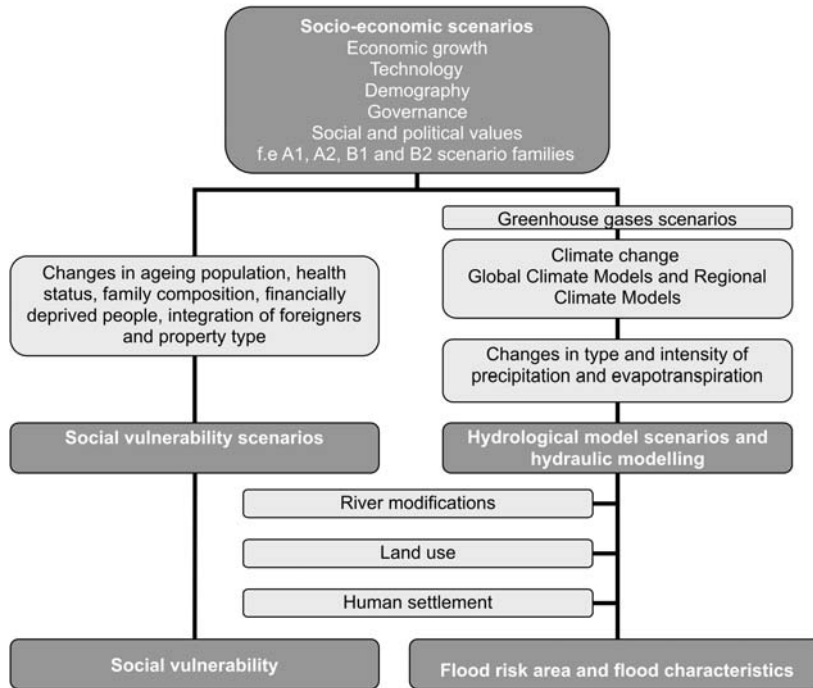 Socio-economic scenarios
Economic growth
Technology
Demography
Governance
Social and political values
f.e A1, A2, B1 and B2 scenario families
Greenhouse gases scenarios
Changes in ageing population, health
status, family composition, financially
deprived people, integration of foreigners
and property type
Climate change
Global Climate Models and Regional
Climate Models
Changes in type and intensity of
precipitation and evapotranspiration
Social vulnerability scenarios
Hydrological model scenarios and
hydraulic modelling
River modifications
Land use
Human settlement
Social vulnerability
Flood risk area and flood characteristics